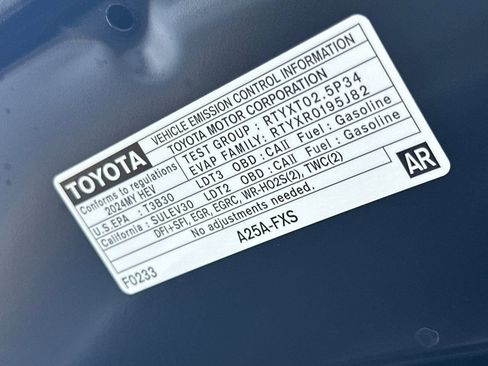 TOYOTA
VEHICLE EMISSION CONTROL INFORMATION
TOYOTA MOTOR CORPORATION
TEST GROUP : RTYXT02.5P34
EVAP FAMILY: RTYXR0195J82
Conforms to regulations
2024MY HEV
U.S.EPA : T3B30 LDT3 OBD :CAII Fuel : Gasoline
California : SULEV30 LDT2 OBD :CAII Fuel : Gasoline
DFI+SFI, EGR, EGRC, WR-HO2S(2), TWC(2)
No adjustments needed.
AR
F0233
A25A-FXS